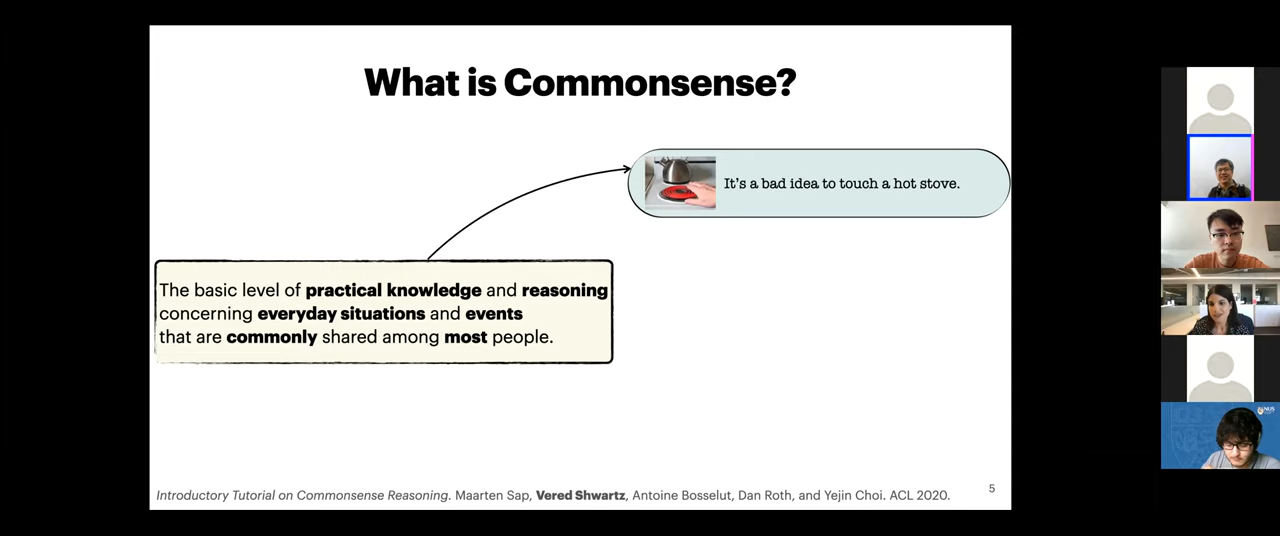 What is Commonsense?
It's a bad idea to touch a hot stove.
The basic level of practical knowledge and reasoning
concerning everyday situations and events
that are commonly shared among most people.
Introductory Tutorial on Commonsense Reasoning. Maarten Sap, Vered Shwartz, Antoine Bosselut, Dan Roth, and Yejin Choi. ACL 2020.
5
NUS